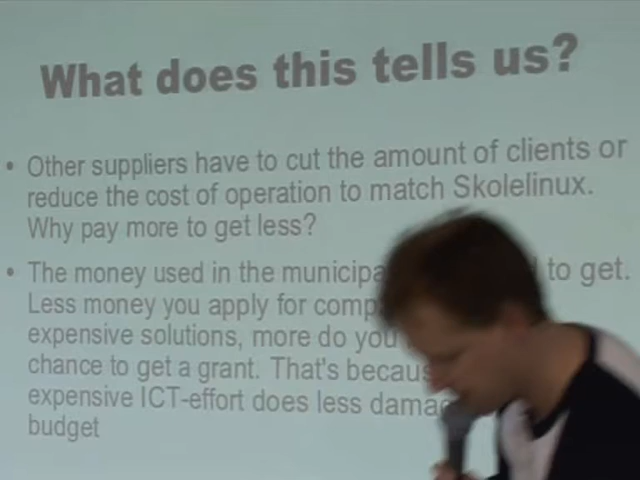 What does this tells us?
• Other suppliers have to cut the amount of clients or
reduce the cost of operation to match Skolelinux.
Why pay more to get less?
• The money used in the municipa to get.
Less money you apply for comp
expensive solutions, more do you
chance to get a grant. That's becaus
expensive ICT-effort does less damag
budget